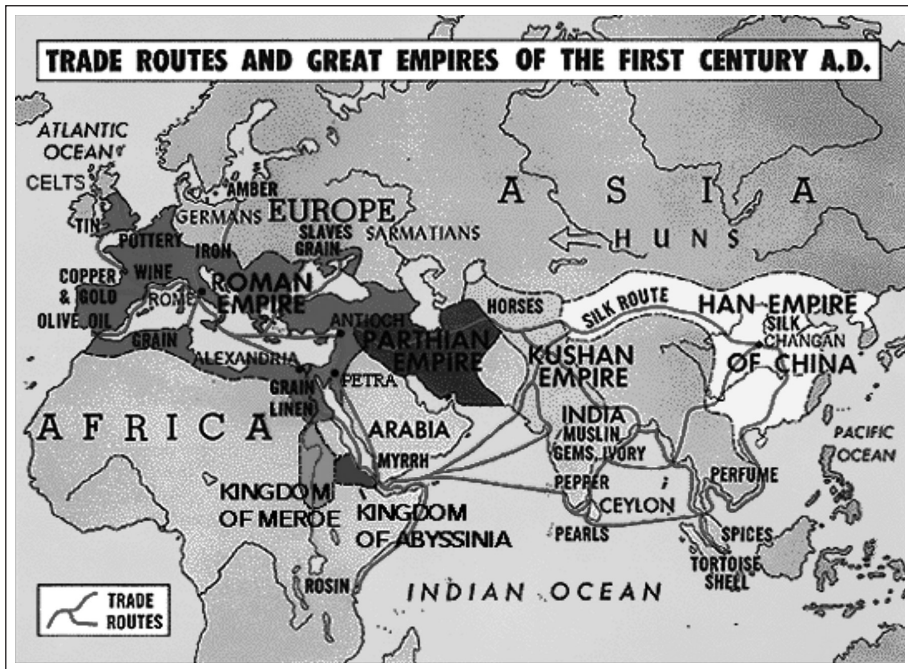 TRADE ROUTES AND GREAT EMPIRES OF THE FIRST CENTURY A.D.
ATLANTIC
OCEAN
CELTS
TIN
AMBER
GERMANS
EUROPE
POTTERY
IRON
SLAVES
GRAIN
SARMATIANS
A S I A
HUNS
COPPER
& GOLD
WINE
ROME
ROMAN
EMPIRE
OLIVE OIL
GRAIN
ALEXANDRIA
ANTIOCH
PARTHIAN
EMPIRE
HORSES
SILK ROUTE
HAN EMPIRE
SILK
CHANGAN
OF CHINA
KUSHAN
EMPIRE
GRAIN
LINEN
PETRA
AFRICA
ARABIA
MYRRH
INDIA
MUSLIN
GEMS, IVORY
PACIFIC
OCEAN
PEPPER
PERFUME
KINGDOM
OF MEROE
KINGDOM
OF ABYSSINIA
CEYLON
PEARLS
SPICES
TORTOISE
SHELL
ROSIN
INDIAN OCEAN
TRADE
ROUTES